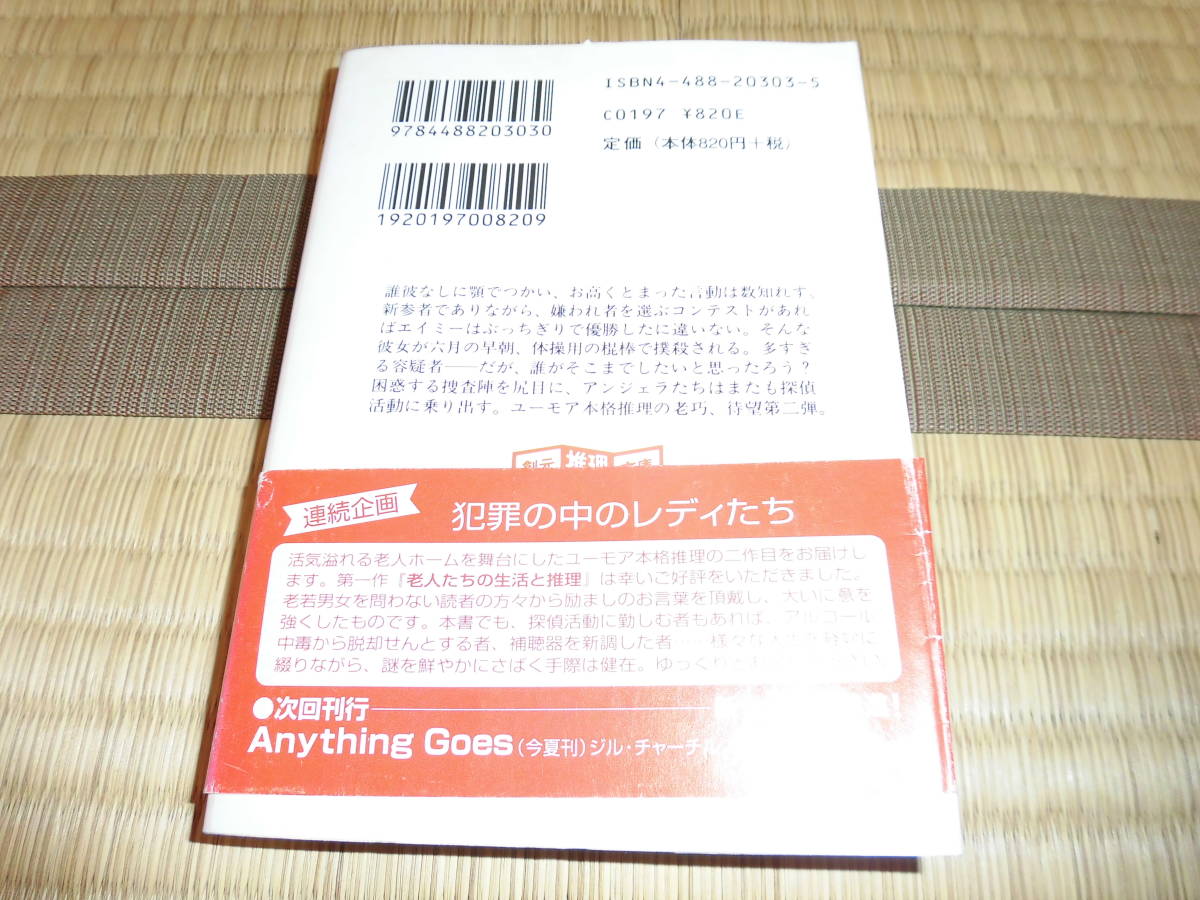 9784488203030
ISBN4-488-20303-5
C0197 ¥820E
定価(本体820円+税)
1920197008209
誰彼なしに顎でつかい、お高くとまった言動は数知れず、
新参者でありながら、嫌われ者を選ぶコンテストがあれ
ばエイミーはぶっちぎりで優勝したに違いない。そんな
彼女が六月の早朝、体操用の棍棒で撲殺される。多すぎ
る容疑者――だが、誰がそこまでしたいと思ったろう?
困惑する捜査陣を尻目に、アンジェラたちはまたも探偵
活動に乗り出す。ユーモア本格推理の老巧、待望第二弾。
創元 推理 文庫
連続企画 犯罪の中のレディたち
活気溢れる老人ホームを舞台にしたユーモア本格推理の二作目をお届けし
ます。第一作『老人たちの生活と推理』は幸いご好評をいただきました。
老若男女を問わない読者の方々から励ましのお言葉を頂戴し、大いに意を
強くしたものです。本書でも、探偵活動に勤しむ者もあれば、アルコール
中毒から脱却せんとする者、補聴器を新調した者……様々な
綴りながら、謎を鮮やかにさばく手際は健在。ゆっくりと
●次回刊行
Anything Goes(今夏刊)ジル・チャーチル